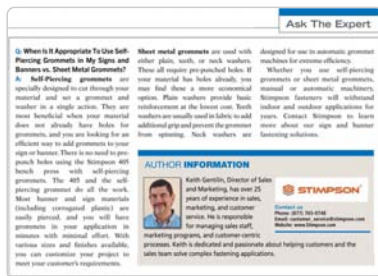 Ask The Expert
Q: When Is It Appropriate To Use Self-
Piercing Grommets in My Signs and
Banners vs. Sheet Metal Grommets?
A: Self-Piercing grommets are
specially designed to cut through your
material and set a grommet and
washer in a single action. They are
most beneficial when your material
does not already have holes for
grommets, and you are looking for an
efficient way to add grommets to your
sign or banner. There is no need to pre-
punch holes using the Stimpson 405
bench press with self-piercing
grommets. The 405 and the self-
piercing grommet do all the work.
Most banner and sign materials
(including corrugated plastic) are
easily pierced, and you will have
grommets in your application in
minutes with minimal effort. With
various sizes and finishes available,
you can customize your project to
meet your customer's requirements.
Sheet metal grommets are used with
either plain, teeth, or neck washers.
These all require pre-punched holes. If
your material has holes already, you
may find these a more economical
option. Plain washers provide basic
reinforcement at the lowest cost. Teeth
washers are usually used in fabric to add
additional grip and prevent the grommet
from spinning. Neck washers are
designed for use in automatic grommet
machines for extreme efficiency.
Whether you use self-piercing
grommets or sheet metal grommets,
manual or automatic machinery,
Stimpson fasteners will withstand
indoor and outdoor applications for
years. Contact Stimpson to learn
more about our sign and banner
fastening solutions.
AUTHOR INFORMATION
Keith Gentilin, Director of Sales
and Marketing, has over 25
years of experience in sales,
marketing, and customer
service. He is responsible
for managing sales staff,
marketing programs, and customer-centric
processes. Keith is dedicated and passionate about helping customers and the
sales team solve complex fastening applications.
STIMPSON
Contact us
Phone: (877) 765-0748
Email: customer_service@stimpson.com
Website: www.Stimpson.com